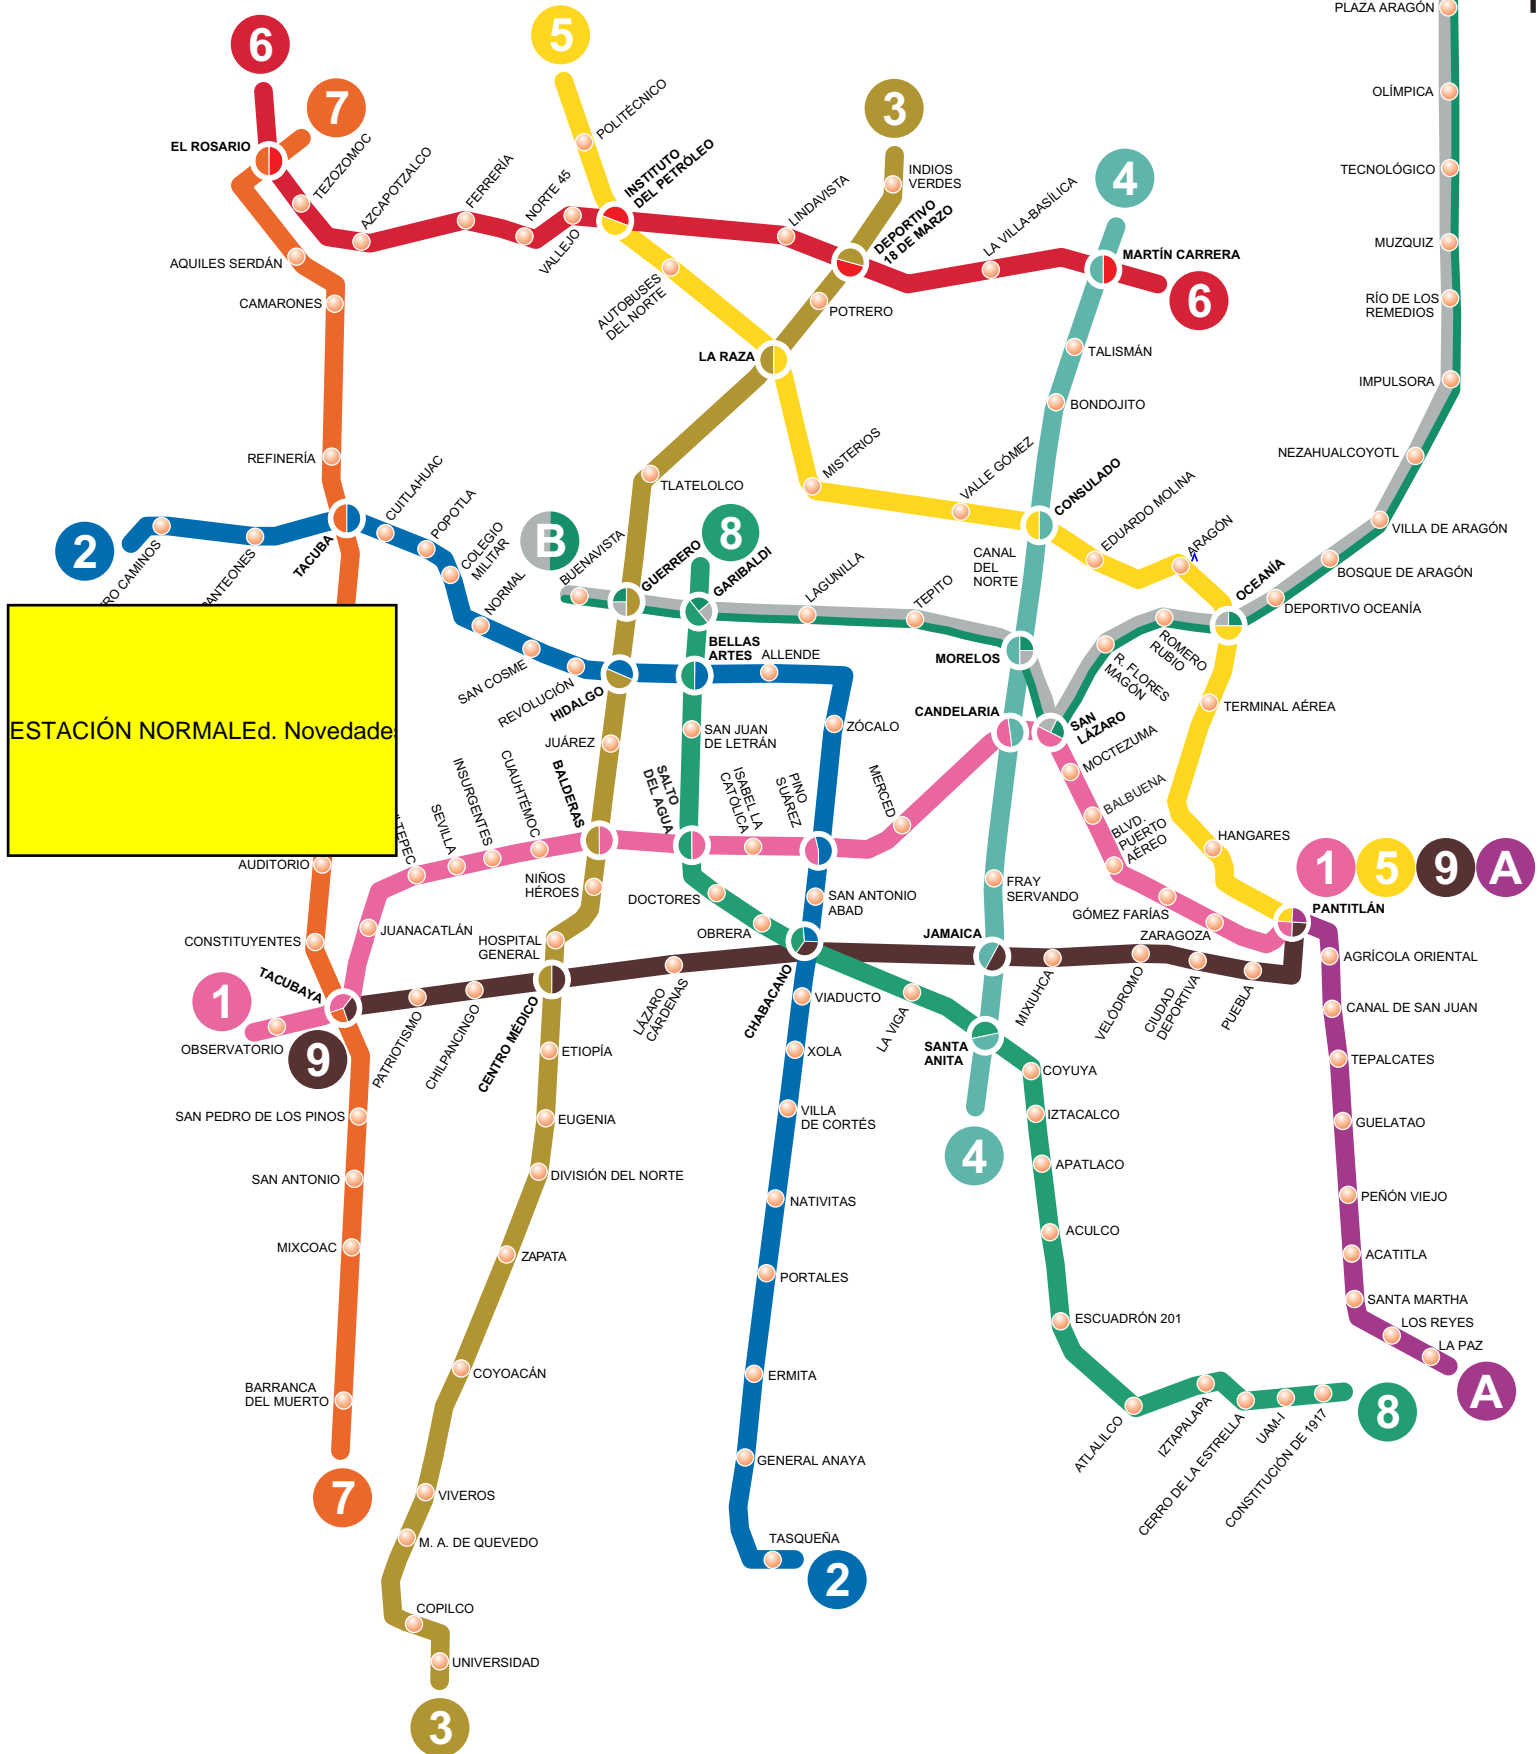 PLAZA ARAGÓN
6
5
7
3
OLÍMPICA
POLITÉCNICO
EL ROSARIO
TEZOZOMOC
AZCAPOTZALCO
FERRERÍA
NORTE 45
VALLEJO
INSTITUTO
DEL PETRÓLEO
LINDAVISTA
INDIOS
VERDES
DEPORTIVO
18 DE MARZO
LA VILLA-BASÍLICA
4
TECNOLÓGICO
MARTÍN CARRERA
6
MUZQUIZ
AQUILES SERDÁN
CAMARONES
AUTOBUSES
DEL NORTE
POTRERO
RÍO DE LOS
REMEDIOS
LA RAZA
TALISMÁN
IMPULSORA
BONDOJITO
REFINERÍA
CUITLAHUAC
POPOTLA
COLEGIO
MILITAR
TLATELOLCO
MISTERIOS
VALLE GÓMEZ
CONSULADO
EDUARDO MOLINA
ARAGÓN
NEZAHUALCOYOTL
VILLA DE ARAGÓN
2
TACUBA
NORMAL
B
8
BUENAVISTA
GUERRERO
GARIBALDI
LAGUNILLA
TEPITO
CANAL
DEL
NORTE
OCEANÍA
BOSQUE DE ARAGÓN
DEPORTIVO OCEANÍA
RO CAMINOS
PANTEONES
SAN COSME
REVOLUCIÓN
HIDALGO
BELLAS
ARTES
ALLENDE
MORELOS
R. FLORES
MAGÓN
ROMERO
RUBIO
ESTACIÓN NORMALEd. Novedades
JUÁREZ
SAN JUAN
DE LETRÁN
ZÓCALO
CANDELARIA
SAN
LÁZARO
MOCTEZUMA
TERMINAL AÉREA
LTEPEC
SEVILLA
INSURGENTES
CUAUHTÉMOC
BALDERAS
SALTO
DEL AGUA
ISABEL LA
CATÓLICA
PINO
SUÁREZ
MERCED
BALBUENA
BLVD.
PUERTO
AÉREO
HANGARES
AUDITORIO
NIÑOS
HÉROES
DOCTORES
SAN ANTONIO
ABAD
FRAY
SERVANDO
GÓMEZ FARÍAS
ZARAGOZA
1
5
9
A
PANTITLÁN
CONSTITUYENTES
JUANACATLÁN
HOSPITAL
GENERAL
OBRERA
JAMAICA
AGRÍCOLA ORIENTAL
TACUBAYA
1
OBSERVATORIO
9
PATRIOTISMO
CHILPANCINGO
CENTRO MÉDICO
LÁZARO
CÁRDENAS
CHABACANO
VIADUCTO
LA VIGA
MIXIUHCA
VELÓDROMO
CIUDAD
DEPORTIVA
PUEBLA
CANAL DE SAN JUAN
ETIOPÍA
XOLA
SANTA
ANITA
COYUYA
TEPALCATES
SAN PEDRO DE LOS PINOS
EUGENIA
VILLA
DE CORTÉS
IZTACALCO
GUELATAO
4
APATLACO
SAN ANTONIO
DIVISIÓN DEL NORTE
NATIVITAS
PEÑÓN VIEJO
MIXCOAC
ZAPATA
ACULCO
ACATITLA
PORTALES
SANTA MARTHA
ESCUADRÓN 201
LOS REYES
LA PAZ
BARRANCA
DEL MUERTO
COYOACÁN
ERMITA
A
ATLALILCO
IZTAPALAPA
CERRO DE LA ESTRELLA
UAM-I
CONSTITUCIÓN DE 1917
8
GENERAL ANAYA
7
VIVEROS
M. A. DE QUEVEDO
TASQUEÑA
2
COPILCO
UNIVERSIDAD
3